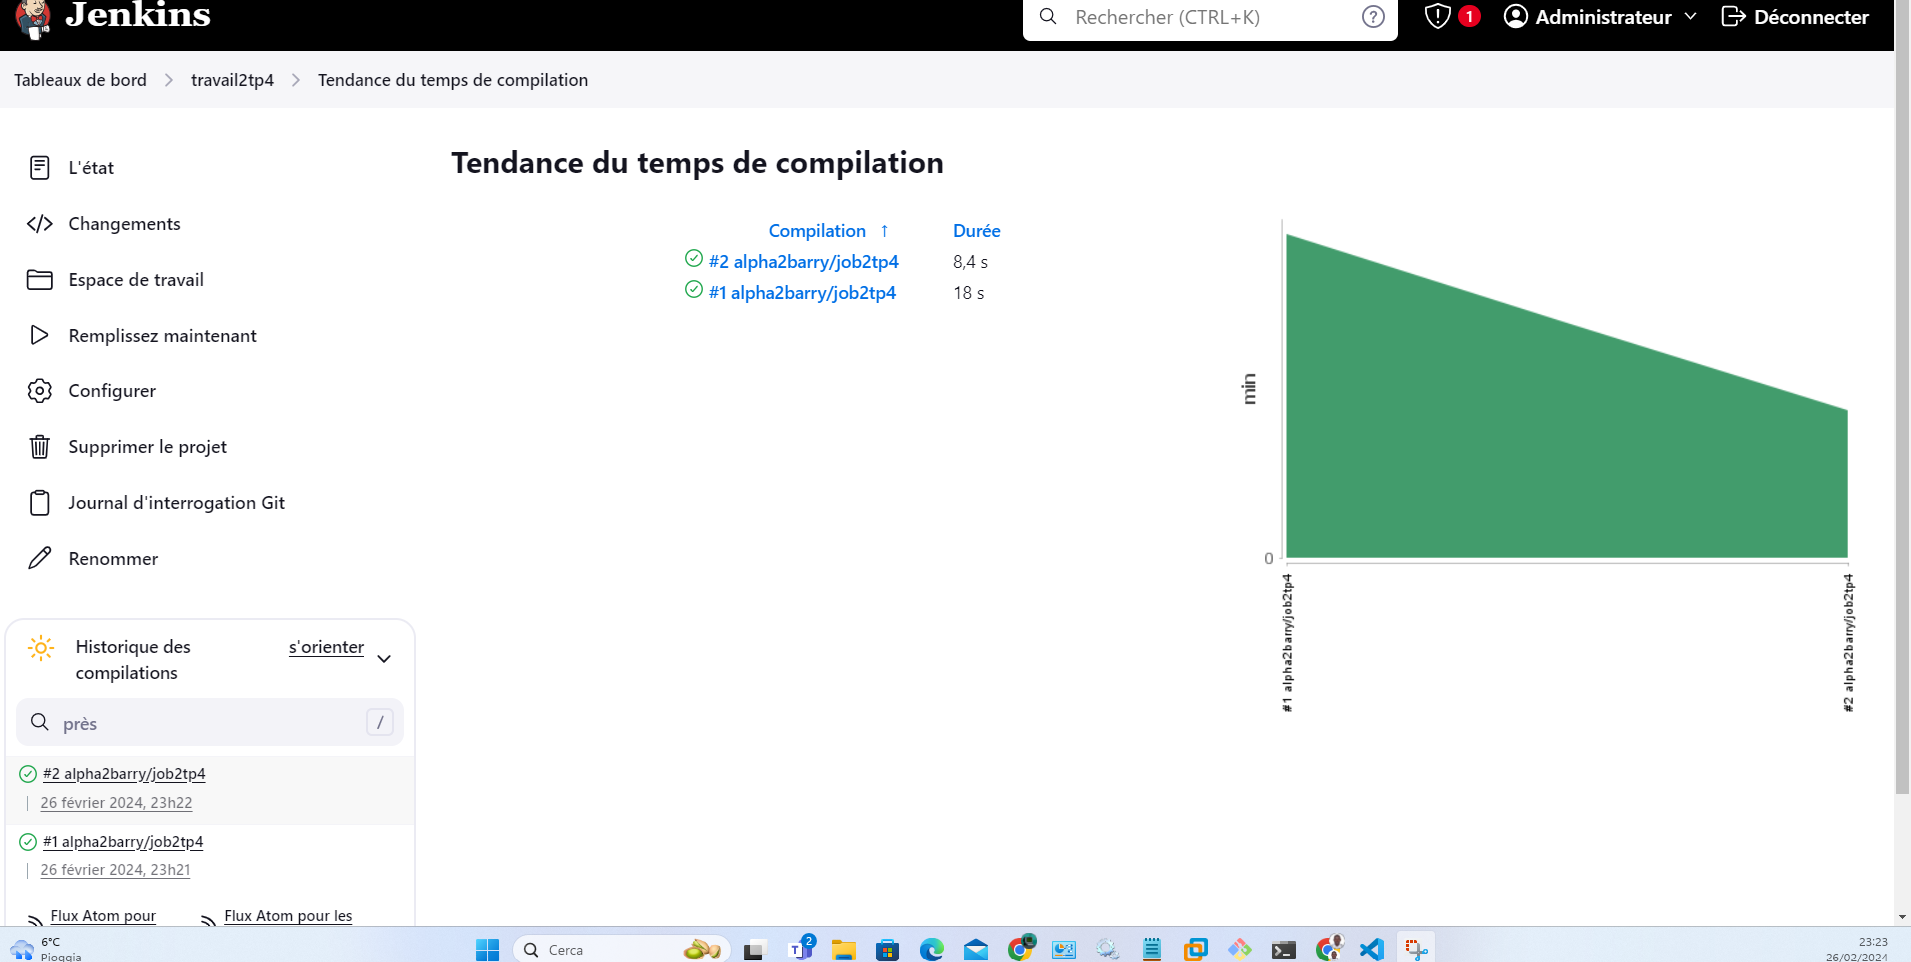 Jenkins
Rechercher (CTRL+K)
?
1
Administrateur
Déconnecter
Tableaux de bord
travail2tp4
Tendance du temps de compilation
L'état
Changements
Espace de travail
Remplissez maintenant
Configurer
Supprimer le projet
Journal d'interrogation Git
Renommer
Historique des compilations
s'orienter
près
/
#2 alpha2barry/job2tp4
26 février 2024, 23h22
#1 alpha2barry/job2tp4
26 février 2024, 23h21
Flux Atom pour
Flux Atom pour les
Tendance du temps de compilation
Compilation ↑ Durée
#2 alpha2barry/job2tp4 8,4 s
#1 alpha2barry/job2tp4 18 s
min
0
#1 alpha2barry/job2tp4
#2 alpha2barry/job2tp4
6°C
Pioggia
Cerca
2
23:23
26/02/2024